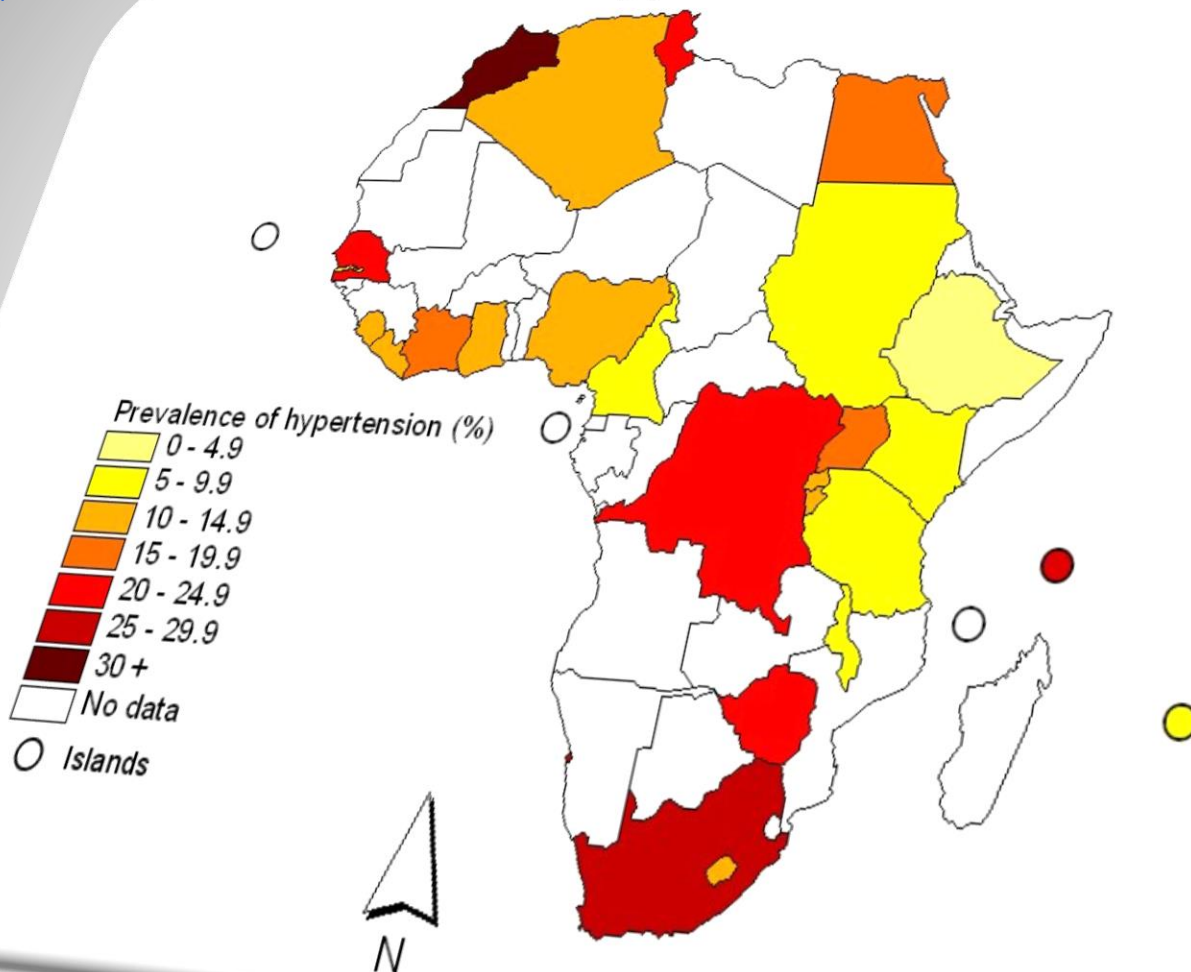 Prevalence of hypertension (%)
0 - 4.9
5 - 9.9
10 - 14.9
15 - 19.9
20 - 24.9
25 - 29.9
30 +
No data
Islands
N